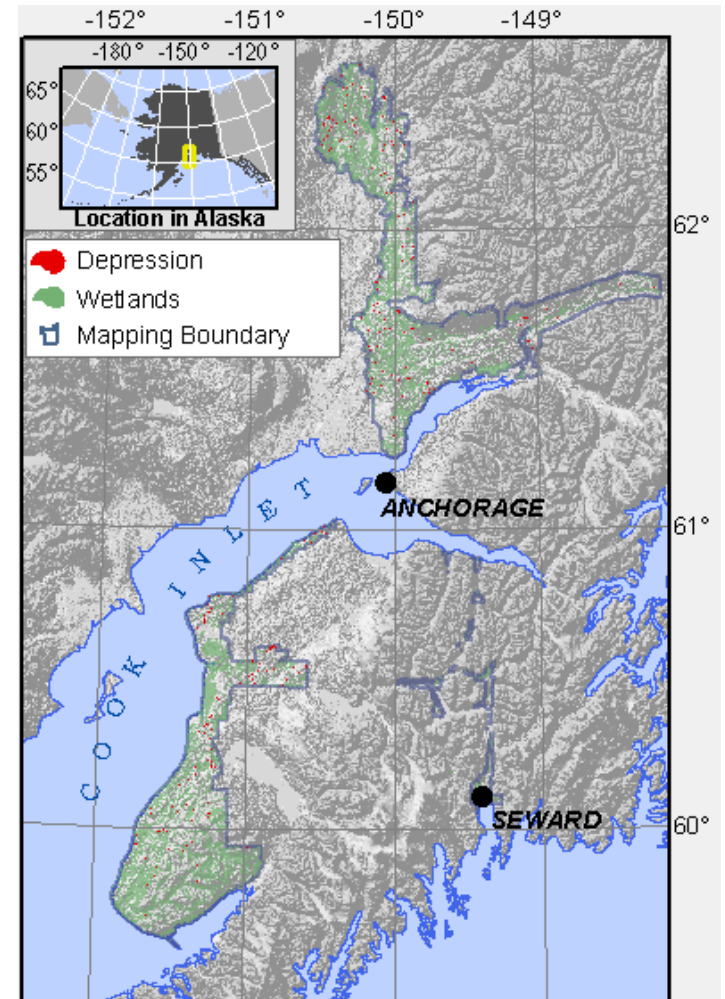 -152° -151° -150° -149°
-180° -150° -120°
65°
60°
55°
Location in Alaska
62°
Depression
Wetlands
Mapping Boundary
ANCHORAGE
61°
COOK INLET
SEWARD
60°